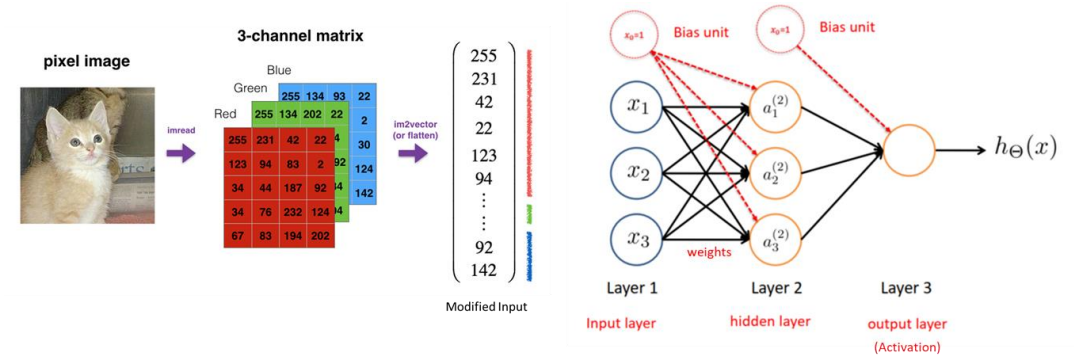 pixel image
imread
3-channel matrix
Blue
Green
Red
255 134 93 22
255 134 202 22 2
255 231 42 22 4 30
123 94 83 2 92 124
34 44 187 92 34 142
34 76 232 124 94
67 83 194 202
im2vector
(or flatten)
255
231
42
22
123
94
92
142
Modified Input
x₀=1
Bias unit
x₀=1
Bias unit
x₁
x₂
x₃
a₁⁽²⁾
a₂⁽²⁾
a₃⁽²⁾
h_Θ(x)
weights
Layer 1
Layer 2
Layer 3
Input layer
hidden layer
output layer
(Activation)